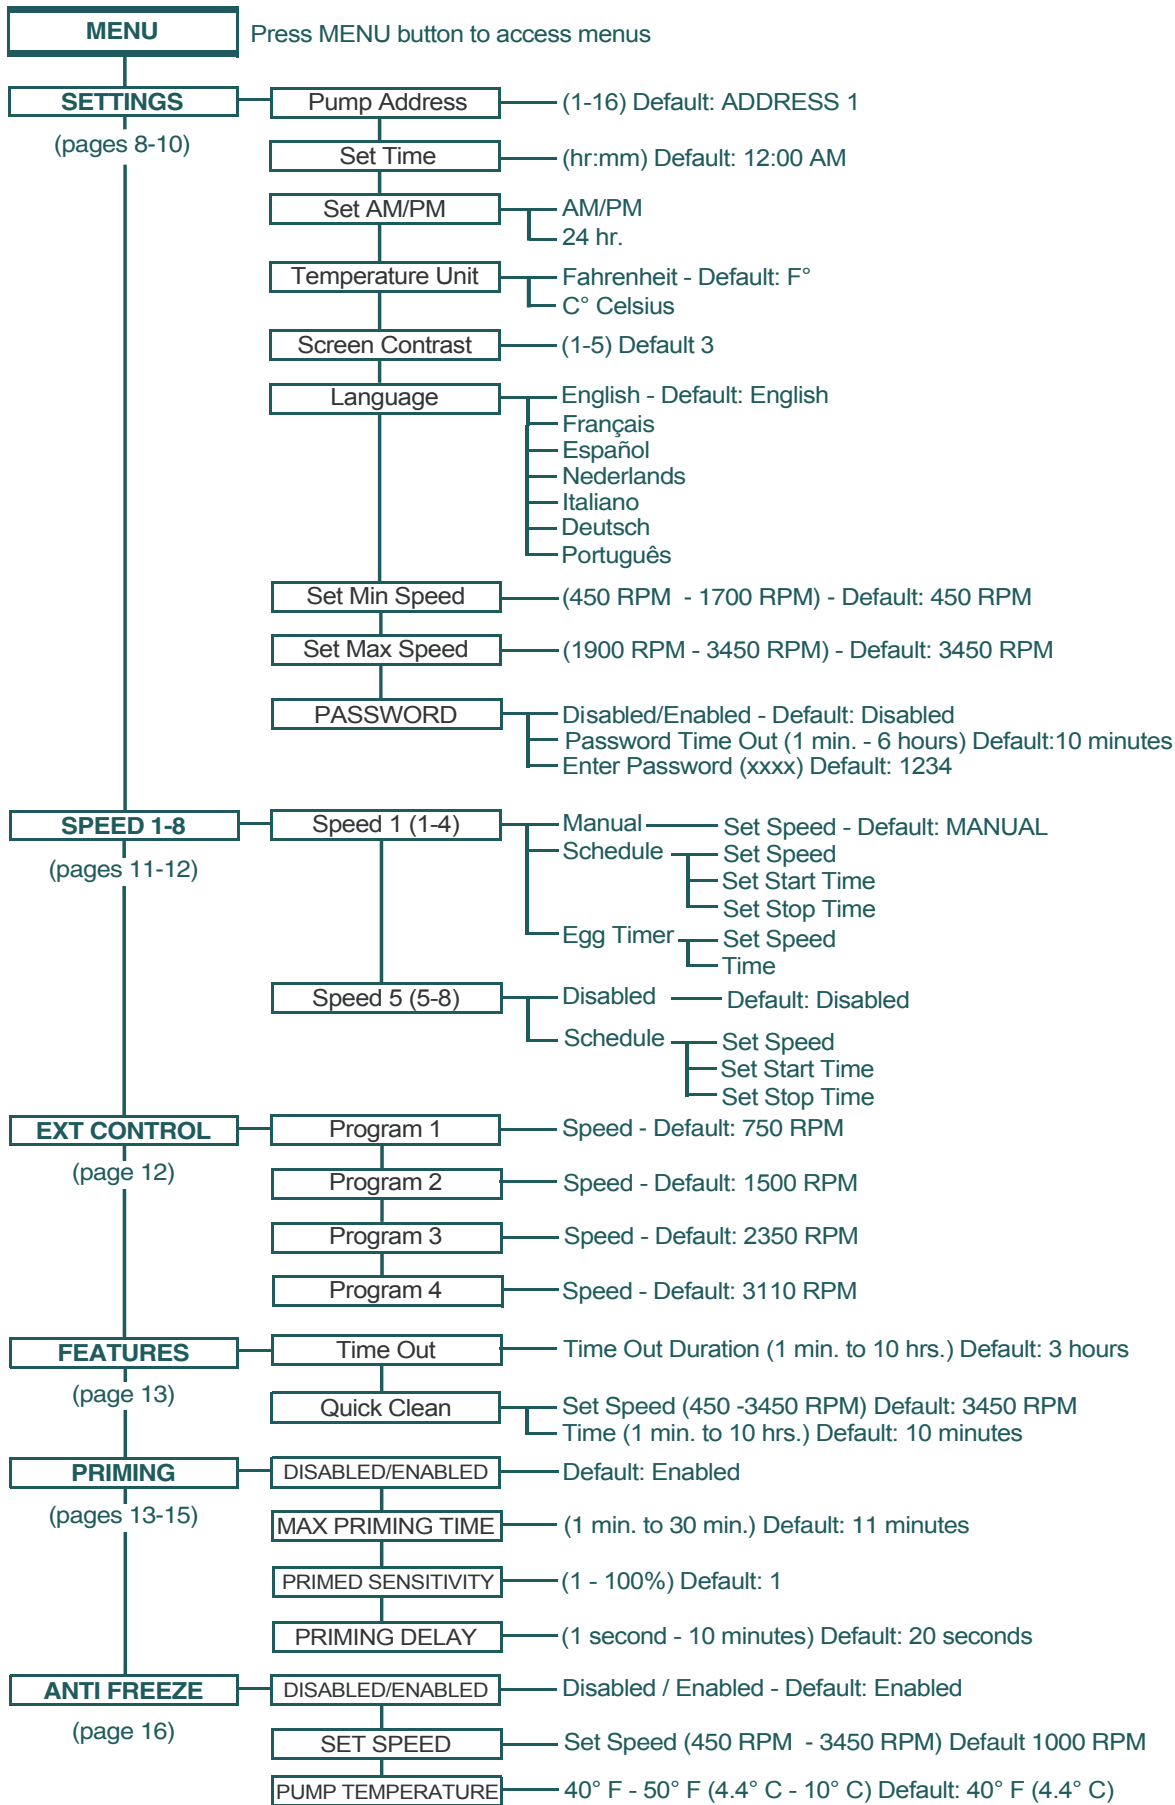 MENU Press MENU button to access menus
SETTINGS Pump Address (1-16) Default: ADDRESS 1
(pages 8-10)
Set Time (hr:mm) Default: 12:00 AM
Set AM/PM AM/PM
24 hr.
Temperature Unit Fahrenheit - Default: F°
C° Celsius
Screen Contrast (1-5) Default 3
Language English - Default: English
Français
Español
Nederlands
Italiano
Deutsch
Português
Set Min Speed (450 RPM - 1700 RPM) - Default: 450 RPM
Set Max Speed (1900 RPM - 3450 RPM) - Default: 3450 RPM
PASSWORD Disabled/Enabled - Default: Disabled
Password Time Out (1 min. - 6 hours) Default:10 minutes
Enter Password (xxxx) Default: 1234
SPEED 1-8 Speed 1 (1-4) Manual Set Speed - Default: MANUAL
(pages 11-12) Schedule Set Speed
Set Start Time
Set Stop Time
Egg Timer Set Speed
Time
Speed 5 (5-8) Disabled Default: Disabled
Schedule Set Speed
Set Start Time
Set Stop Time
EXT CONTROL Program 1 Speed - Default: 750 RPM
(page 12)
Program 2 Speed - Default: 1500 RPM
Program 3 Speed - Default: 2350 RPM
Program 4 Speed - Default: 3110 RPM
FEATURES Time Out Time Out Duration (1 min. to 10 hrs.) Default: 3 hours
(page 13)
Quick Clean Set Speed (450 -3450 RPM) Default: 3450 RPM
Time (1 min. to 10 hrs.) Default: 10 minutes
PRIMING DISABLED/ENABLED Default: Enabled
(pages 13-15)
MAX PRIMING TIME (1 min. to 30 min.) Default: 11 minutes
PRIMED SENSITIVITY (1 - 100%) Default: 1
PRIMING DELAY (1 second - 10 minutes) Default: 20 seconds
ANTI FREEZE DISABLED/ENABLED Disabled / Enabled - Default: Enabled
(page 16)
SET SPEED Set Speed (450 RPM - 3450 RPM) Default 1000 RPM
PUMP TEMPERATURE 40° F - 50° F (4.4° C - 10° C) Default: 40° F (4.4° C)